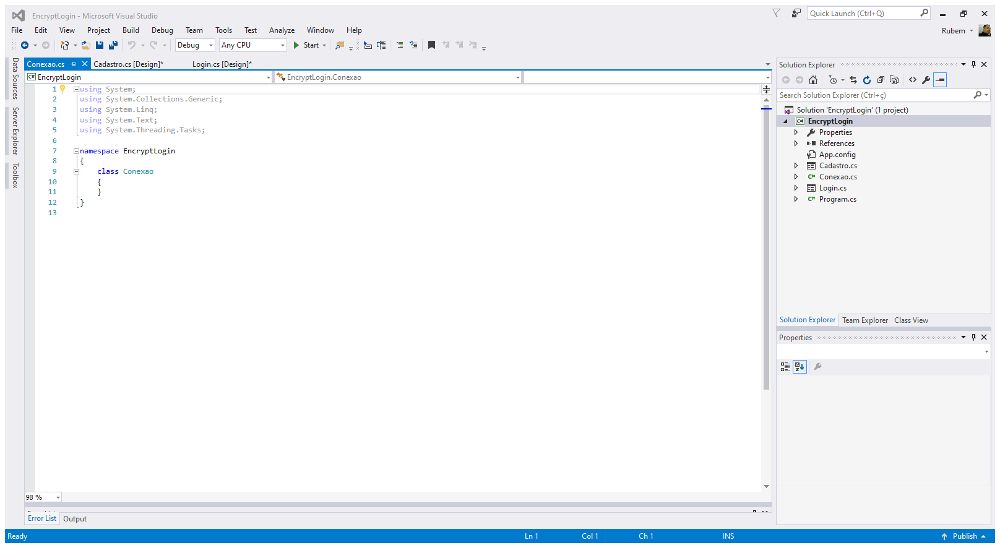 EncryptLogin - Microsoft Visual Studio
Quick Launch (Ctrl+Q)
File Edit View Project Build Debug Team Tools Test Analyze Window Help
Rubem
Debug Any CPU Start
Data Sources
Server Explorer
Toolbox
Conexao.cs Cadastro.cs [Design]* Login.cs [Design]*
C# EncryptLogin EncryptLogin.Conexao
1 using System;
2 using System.Collections.Generic;
3 using System.Linq;
4 using System.Text;
5 using System.Threading.Tasks;
6
7 namespace EncryptLogin
8 {
9 class Conexao
10 {
11 }
12 }
13
98 %
Error List Output
Solution Explorer
Search Solution Explorer (Ctrl+ç)
Solution 'EncryptLogin' (1 project)
C# EncryptLogin
Properties
References
App.config
Cadastro.cs
C# Conexao.cs
Login.cs
C# Program.cs
Solution Explorer Team Explorer Class View
Properties
Ready Ln 1 Col 1 Ch 1 INS Publish